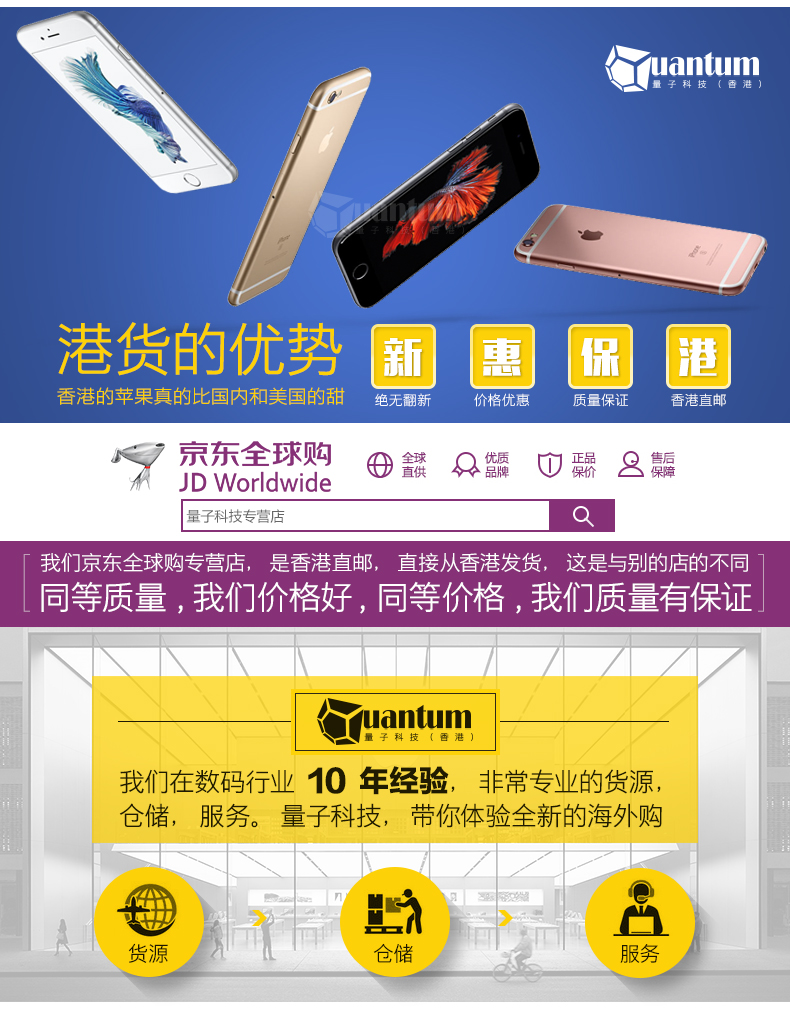 Quantum
量子科技（香港）
iPhone
Quantum
量子科技（香港）
iPhone
港货的优势
新
惠
保
港
香港的苹果真的比国内和美国的甜
绝无翻新
价格优惠
质量保证
香港直邮
京东全球购
JD Worldwide
全球
直供
优质
品牌
正品
保价
售后
保障
量子科技专营店
我们京东全球购专营店， 是香港直邮， 直接从香港发货， 这是与别的店的不同
同等质量 , 我们价格好 , 同等价格 , 我们质量有保证
Quantum
量子科技（香港）
我们在数码行业 10 年经验， 非常专业的货源，
仓储， 服务。 量子科技， 带你体验全新的海外购
货源
仓储
服务